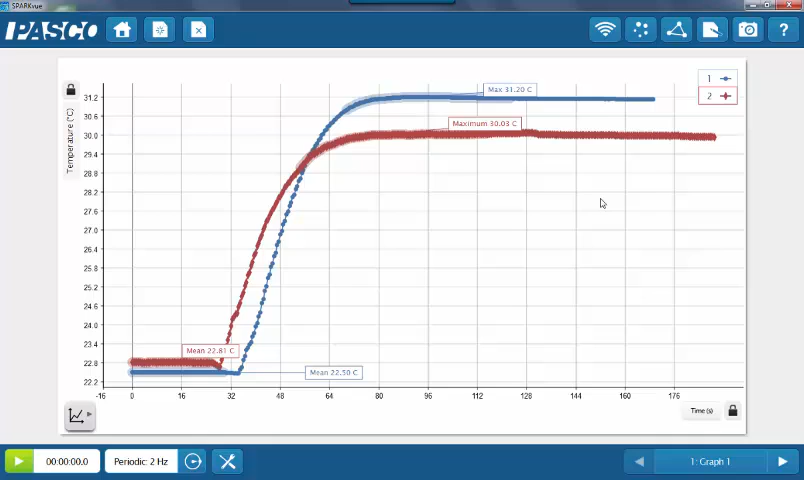 SPARKvue
PASCO
?
1
2
Max 31.20 C
Maximum 30.03 C
Temperature (°C)
31.2
30.6
30.0
29.4
28.8
28.2
27.6
27.0
26.4
25.8
25.2
24.6
24.0
23.4
22.8
22.2
Mean 22.81 C
Mean 22.50 C
-16 0 16 32 48 64 80 96 112 128 144 160 176
Time (s)
00:00:00.0
Periodic: 2 Hz
1: Graph 1